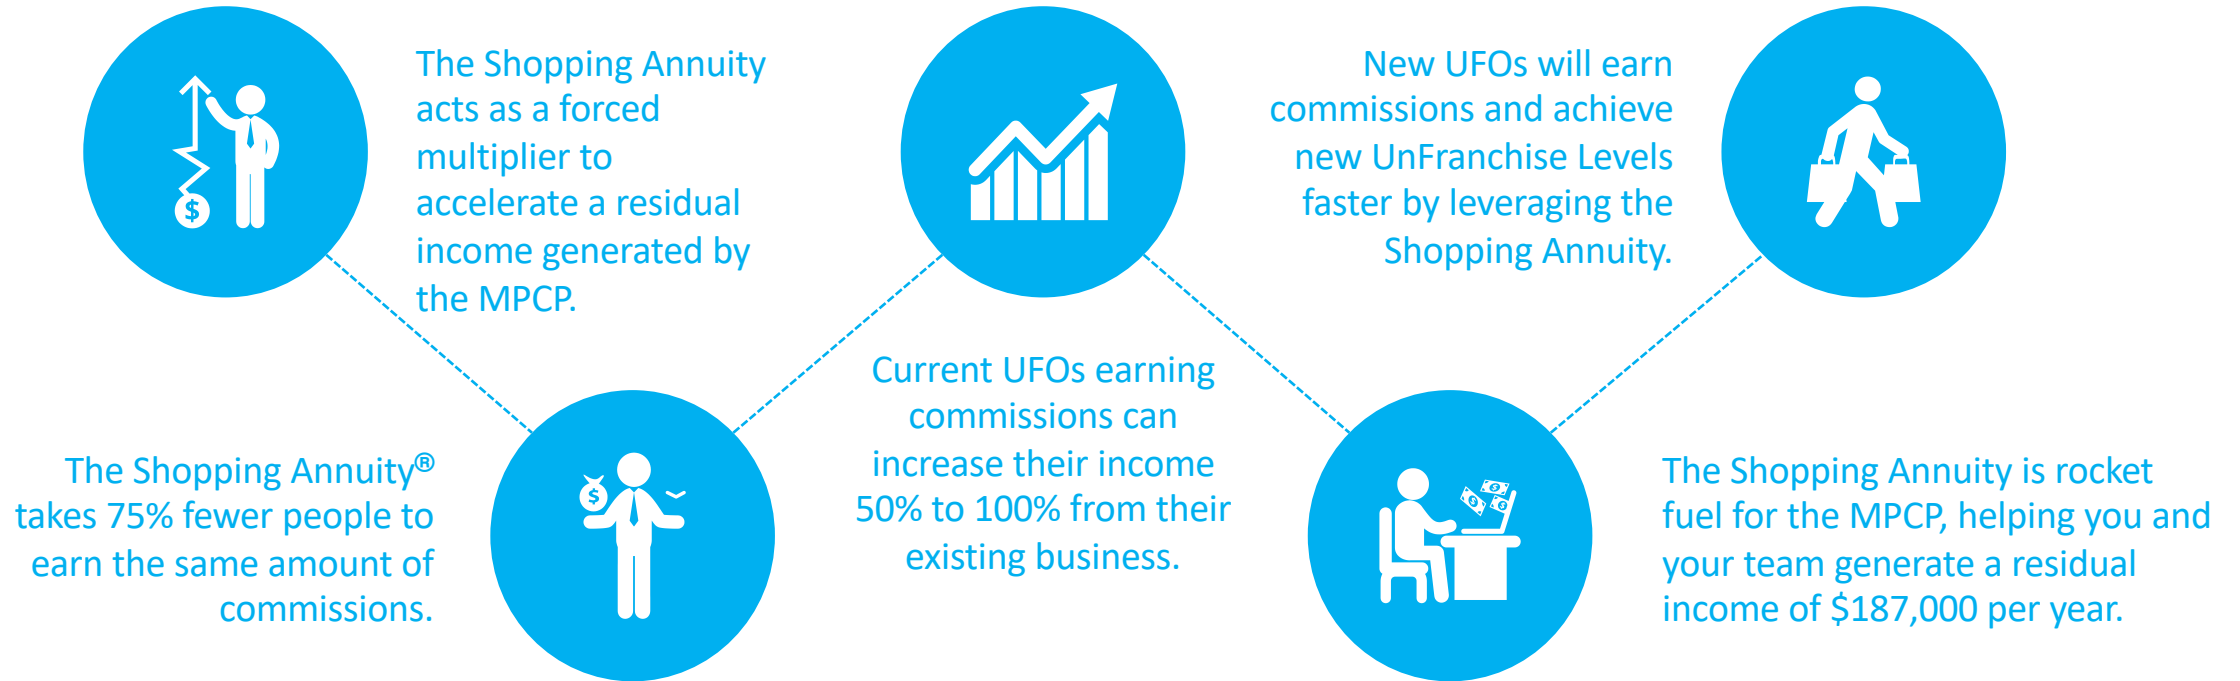 The Shopping Annuity
acts as a forced
multiplier to
accelerate a residual
income generated by
the MPCP.
The Shopping Annuity®
takes 75% fewer people to
earn the same amount of
commissions.
Current UFOs earning
commissions can
increase their income
50% to 100% from their
existing business.
New UFOs will earn
commissions and achieve
new UnFranchise Levels
faster by leveraging the
Shopping Annuity.
The Shopping Annuity is rocket
fuel for the MPCP, helping you and
your team generate a residual
income of $187,000 per year.
$
$
$
$
$